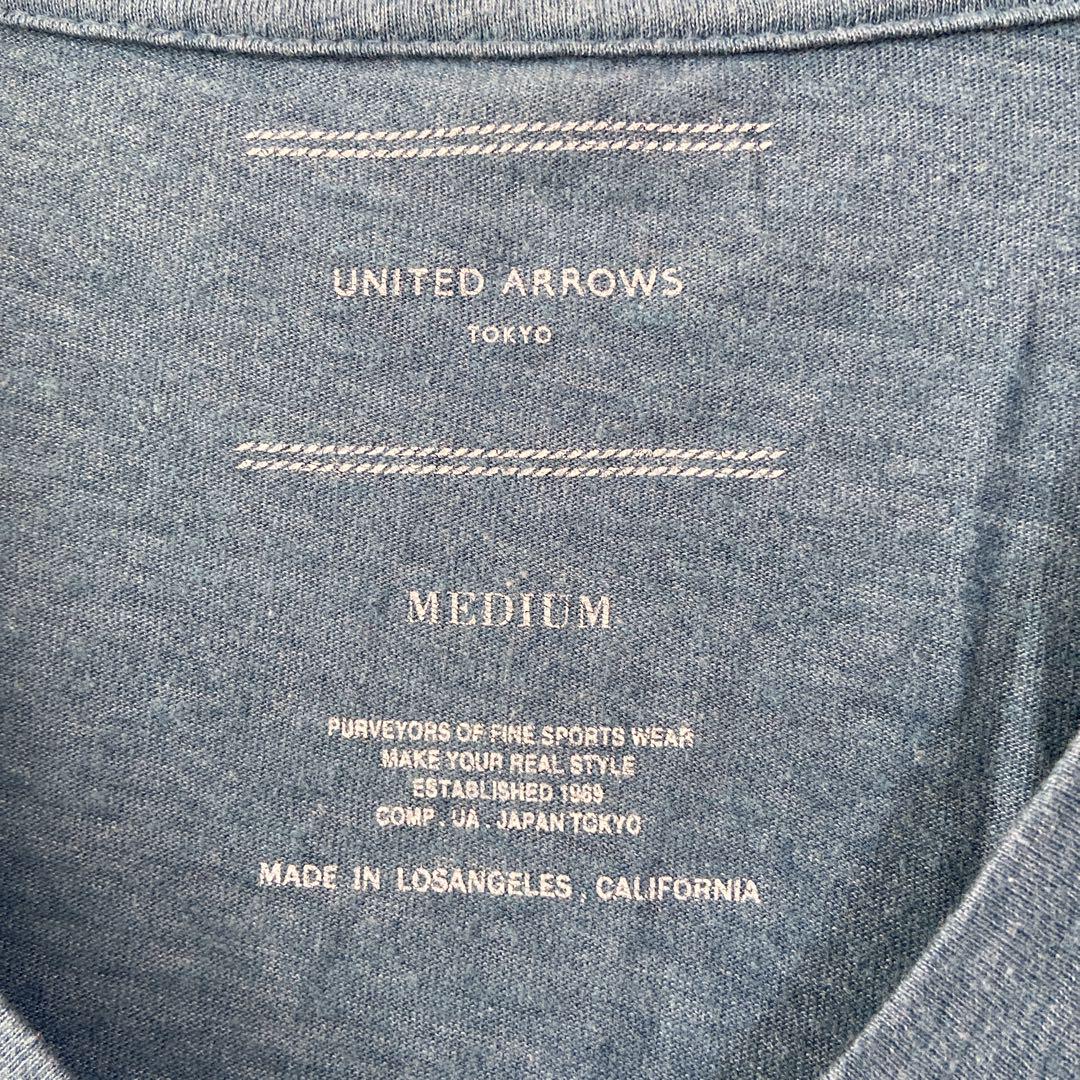 UNITED ARROWS
TOKYO
MEDIUM
PURVEYORS OF FINE SPORTS WEAR
MAKE YOUR REAL STYLE
ESTABLISHED 1989
COMP . UA . JAPAN TOKYO
MADE IN LOSANGELES , CALIFORNIA